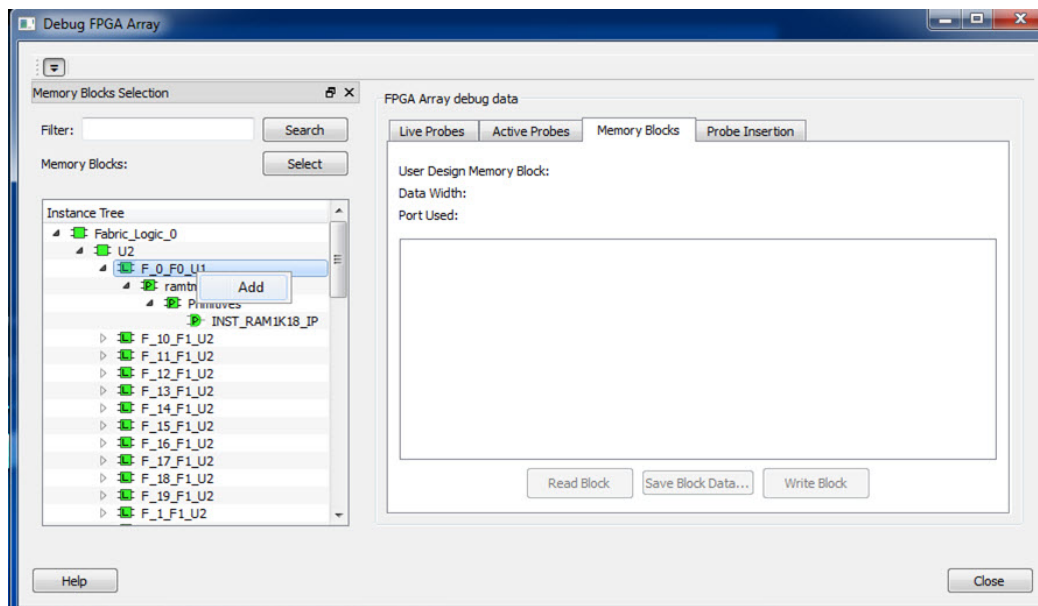 Debug FPGA Array
Memory Blocks Selection
Filter:
Search
Memory Blocks:
Select
Instance Tree
Fabric_Logic_0
U2
F_0_F0_U1
Add
INST_RAM1K18_IP
F_10_F1_U2
F_11_F1_U2
F_12_F1_U2
F_13_F1_U2
F_14_F1_U2
F_15_F1_U2
F_16_F1_U2
F_17_F1_U2
F_18_F1_U2
F_19_F1_U2
F_1_F1_U2
FPGA Array debug data
Live Probes Active Probes Memory Blocks Probe Insertion
User Design Memory Block:
Data Width:
Port Used:
Read Block Save Block Data... Write Block
Help Close